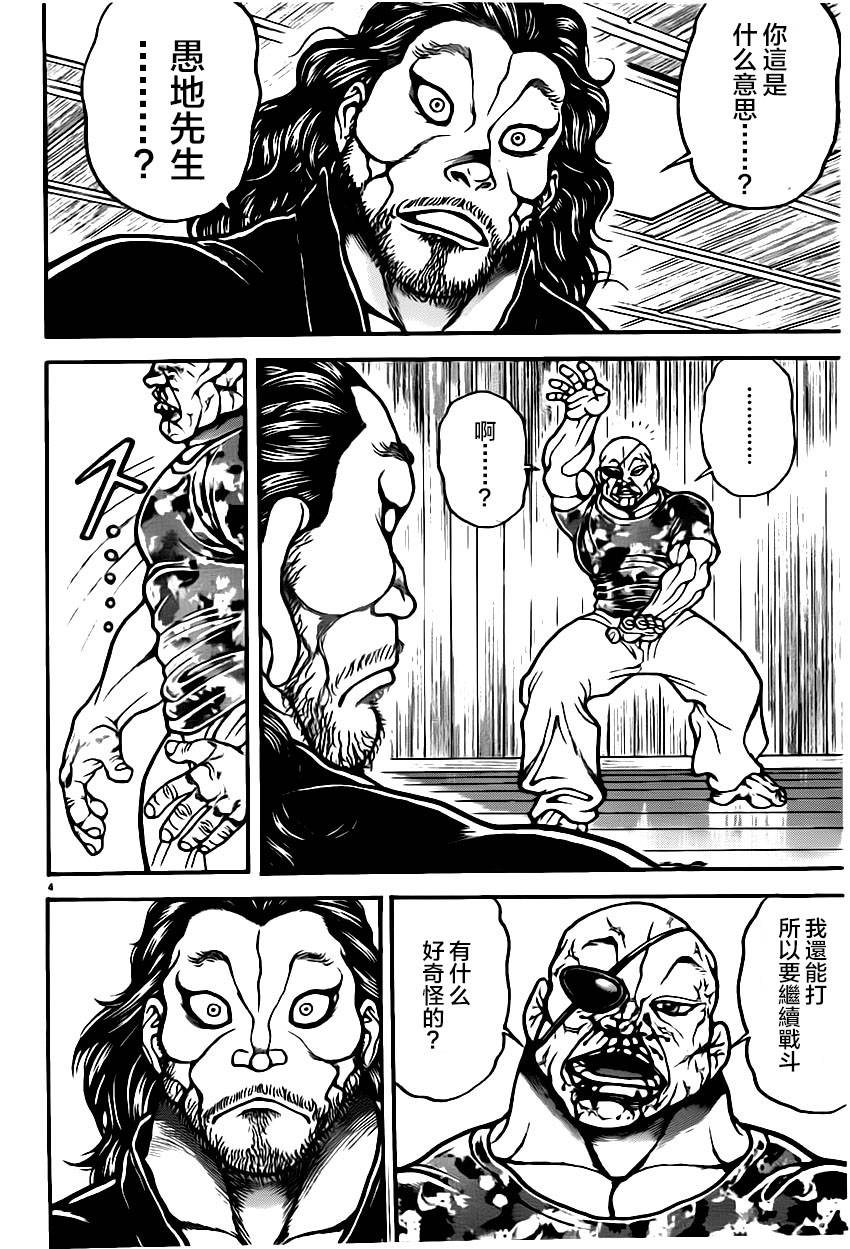 你這是
什么意思……?
愚地先生
………?
………
啊
……?
ス
。。。。
4
我還能打
所以要繼續戰斗
有什么
好奇怪的?